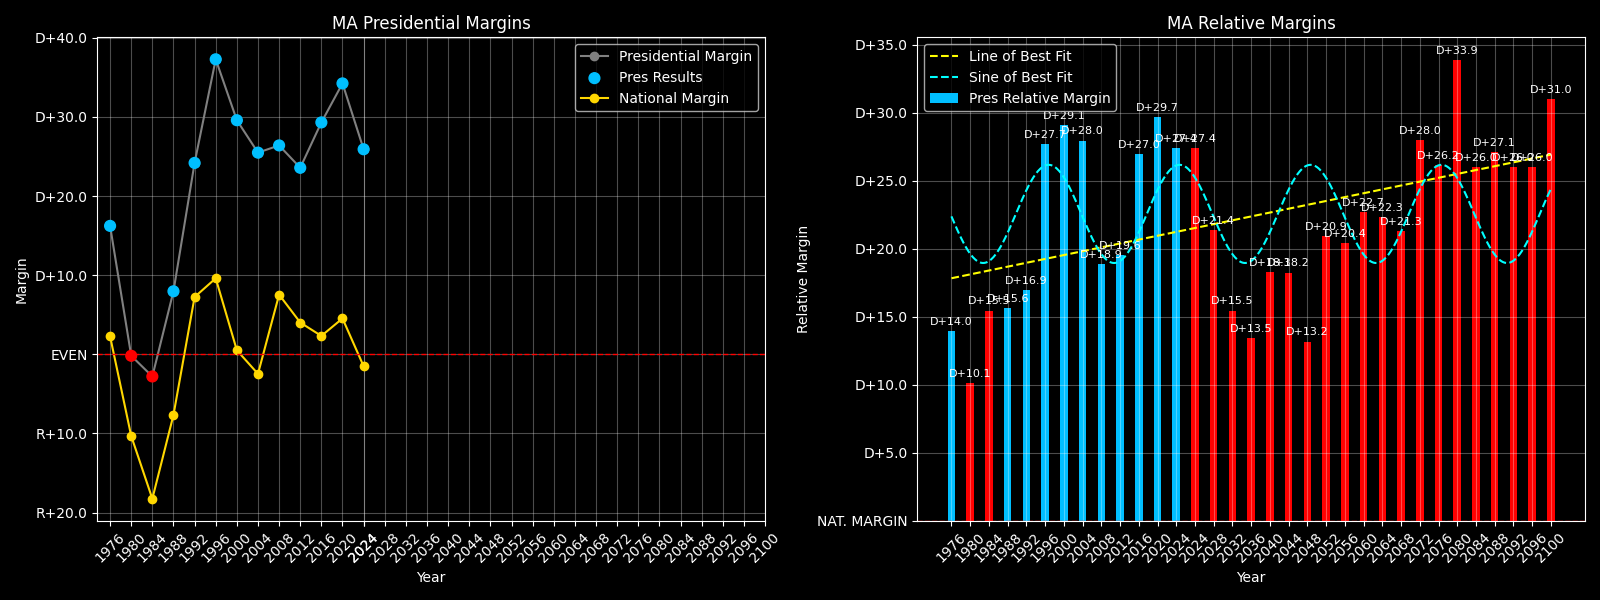 MA Presidential Margins
D+40.0
D+30.0
D+20.0
D+10.0
EVEN
R+10.0
R+20.0
Margin
Presidential Margin
Pres Results
National Margin
1976
1980
1984
1988
1992
1996
2000
2004
2008
2012
2016
2020
2024
2028
2032
2036
2040
2044
2048
2052
2056
2060
2064
2068
2072
2076
2080
2084
2088
2092
2096
2100
Year
MA Relative Margins
D+35.0
D+30.0
D+25.0
D+20.0
D+15.0
D+10.0
D+5.0
NAT. MARGIN
Relative Margin
Line of Best Fit
Sine of Best Fit
Pres Relative Margin
D+14.0
D+10.1
D+15.6
D+16.9
D+29.1
D+28.0
D+18.9
D+19.6
D+27.0
D+29.7
D+27.4
D+21.4
D+15.5
D+13.5
D+18.2
D+13.2
D+20.9
D+20.4
D+22.7
D+22.3
D+21.3
D+28.0
D+26.2
D+33.9
D+26.0
D+27.1
D+26.0
D+26.0
D+31.0
1976
1980
1984
1988
1992
1996
2000
2004
2008
2012
2016
2020
2024
2024
2028
2032
2036
2040
2044
2048
2052
2056
2060
2064
2068
2072
2076
2080
2084
2088
2092
2096
2100
Year